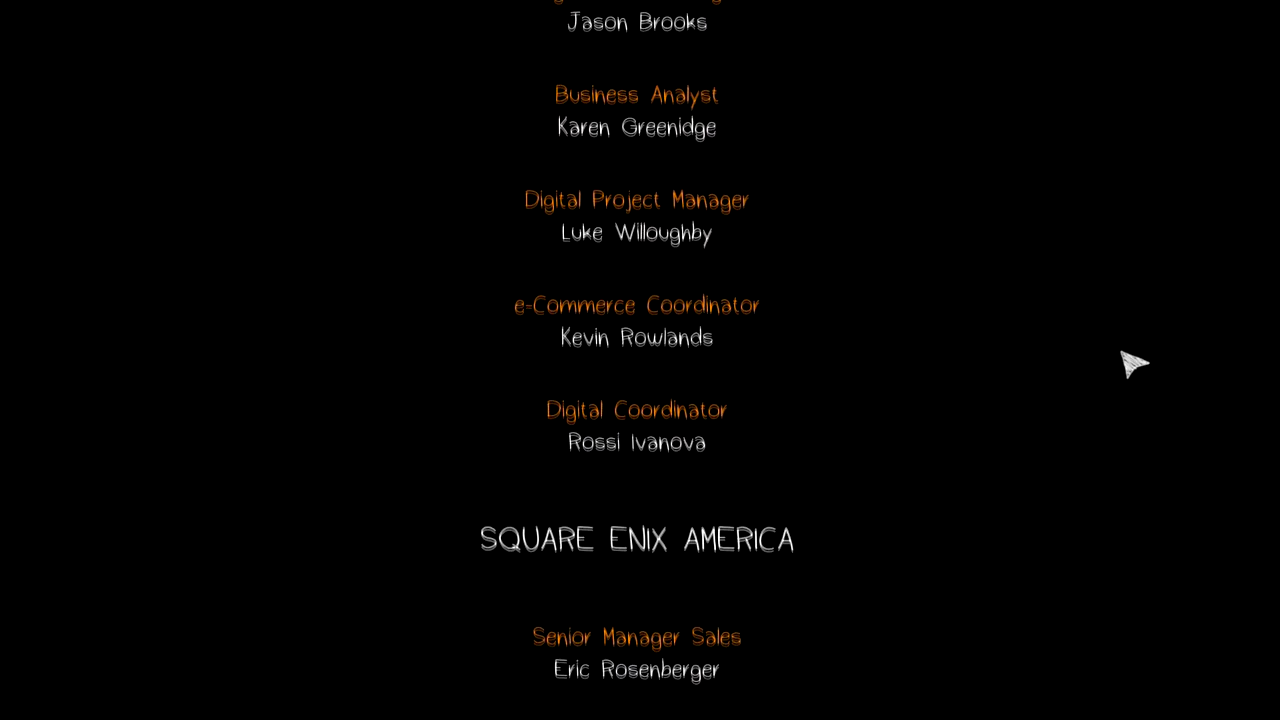 Jason Brooks
Business Analyst
Karen Greenidge
Digital Project Manager
Luke Willoughby
e-Commerce Coordinator
Kevin Rowlands
Digital Coordinator
Rossi Ivanova
SQUARE ENIX AMERICA
Senior Manager Sales
Eric Rosenberger